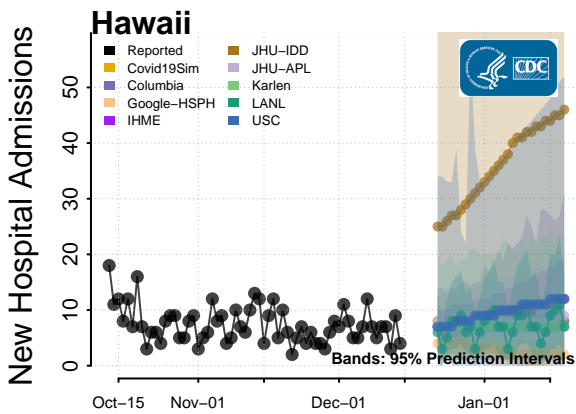 Hawaii
New Hospital Admissions
Reported
Covid19Sim
Columbia
Google−HSPH
IHME
JHU−IDD
JHU−APL
Karlen
LANL
USC
CDC
60
50
40
30
20
10
0
Bands: 95% Prediction Intervals
Oct−15
Nov−01
Dec−01
Jan−01